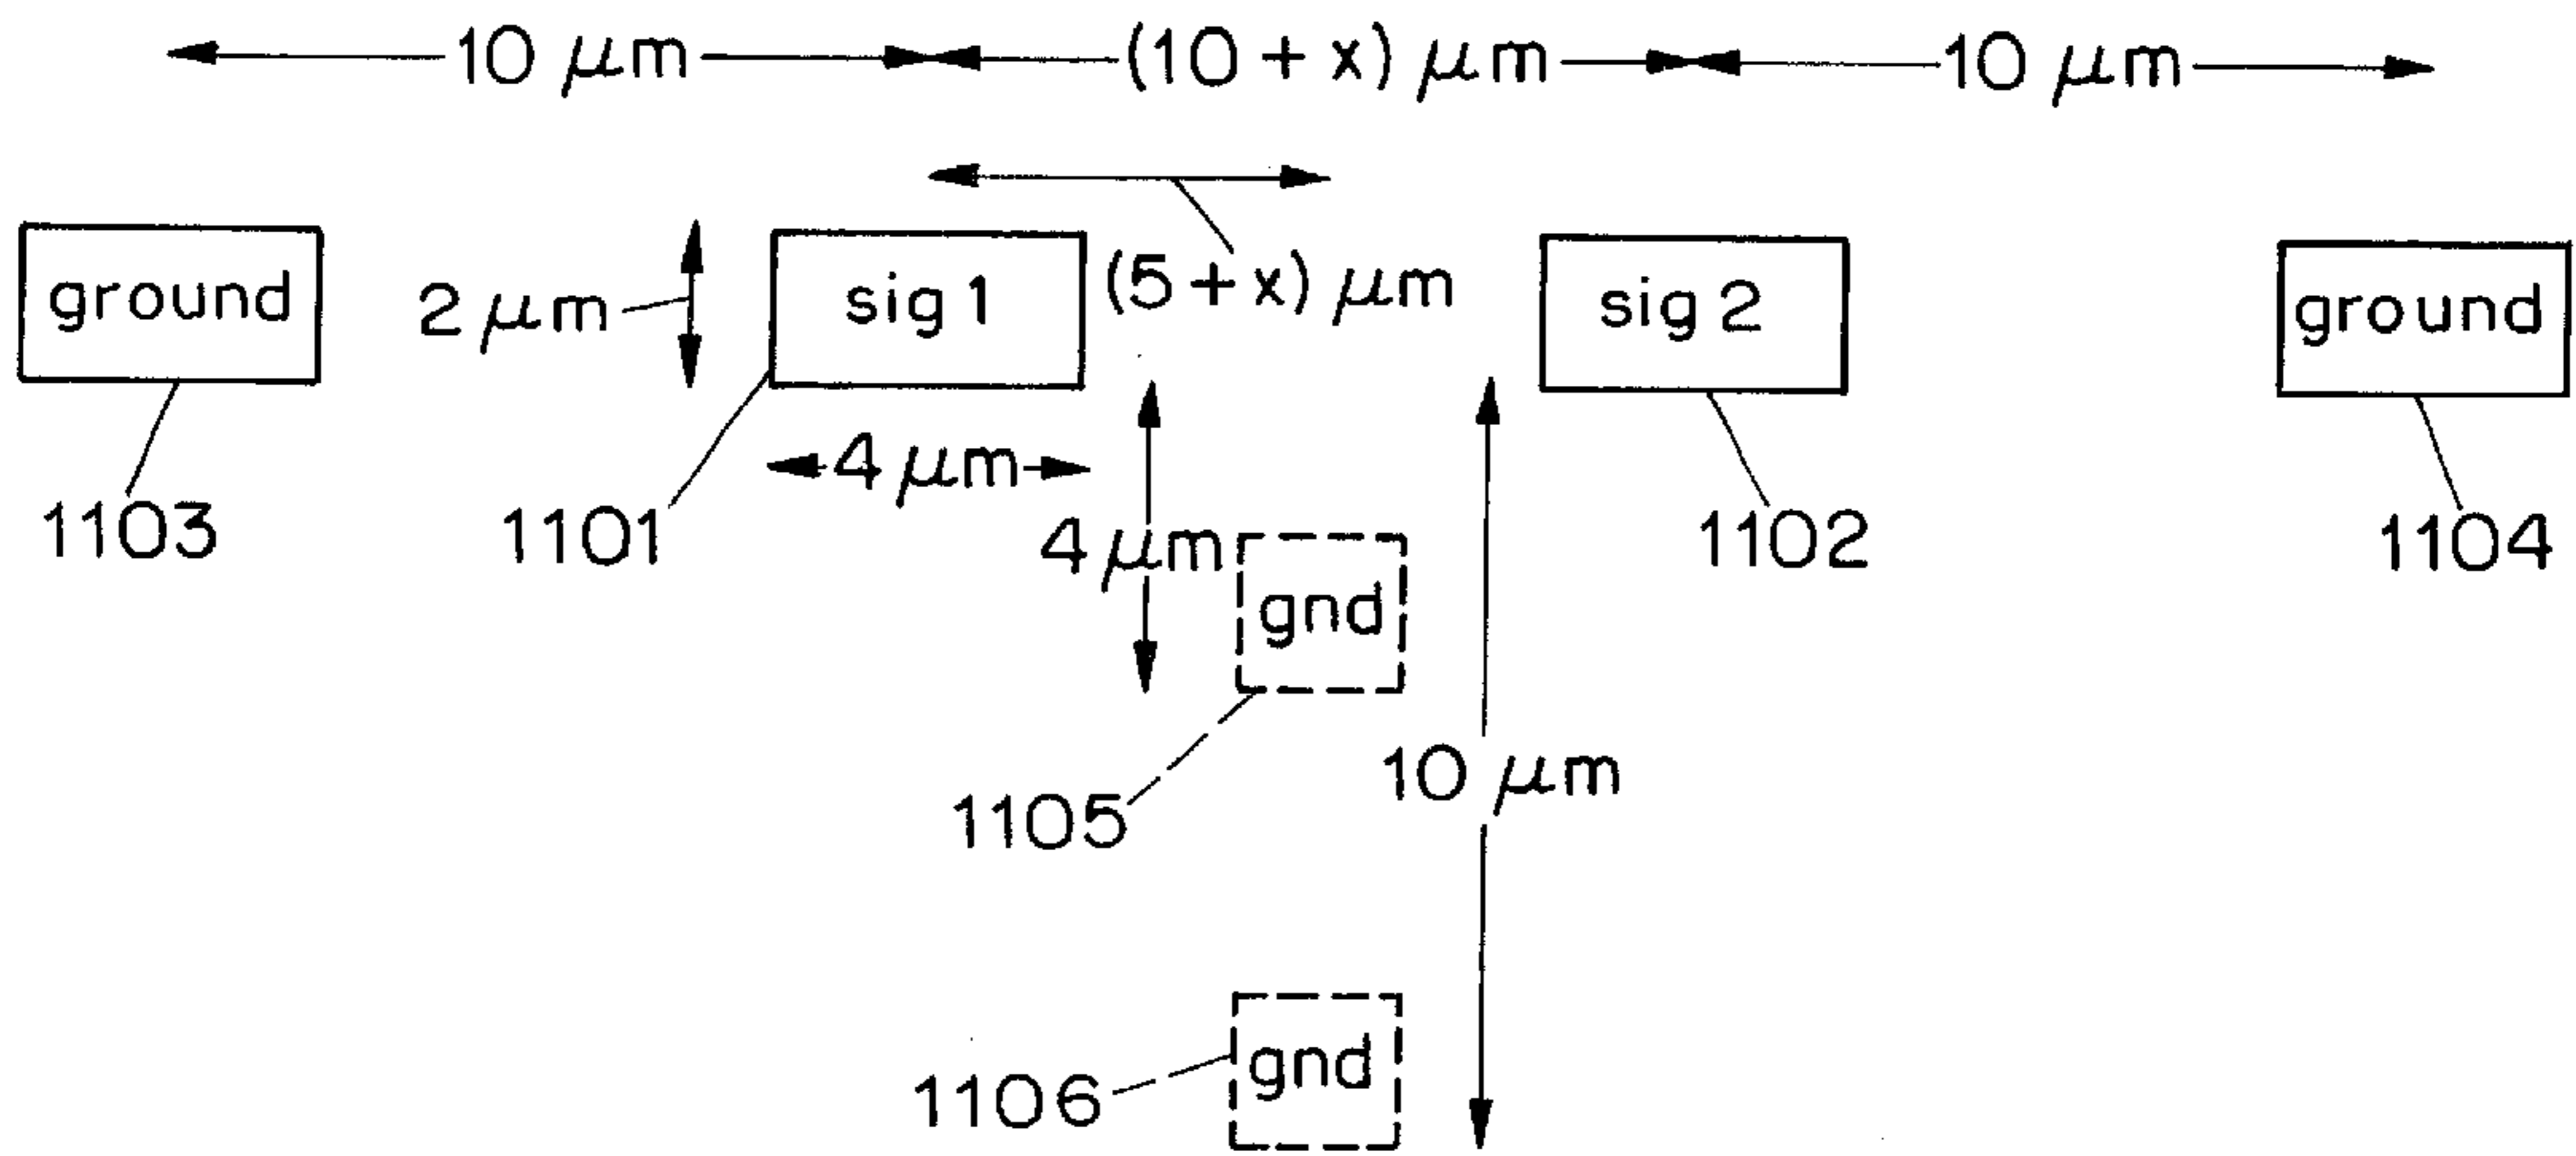 10 μm (10 + x) μm 10 μm
ground 2 μm sig 1 (5 + x) μm sig 2 ground
4 μm
1103 1101 4 μm gnd 1102 1104
1105 10 μm
1106 gnd